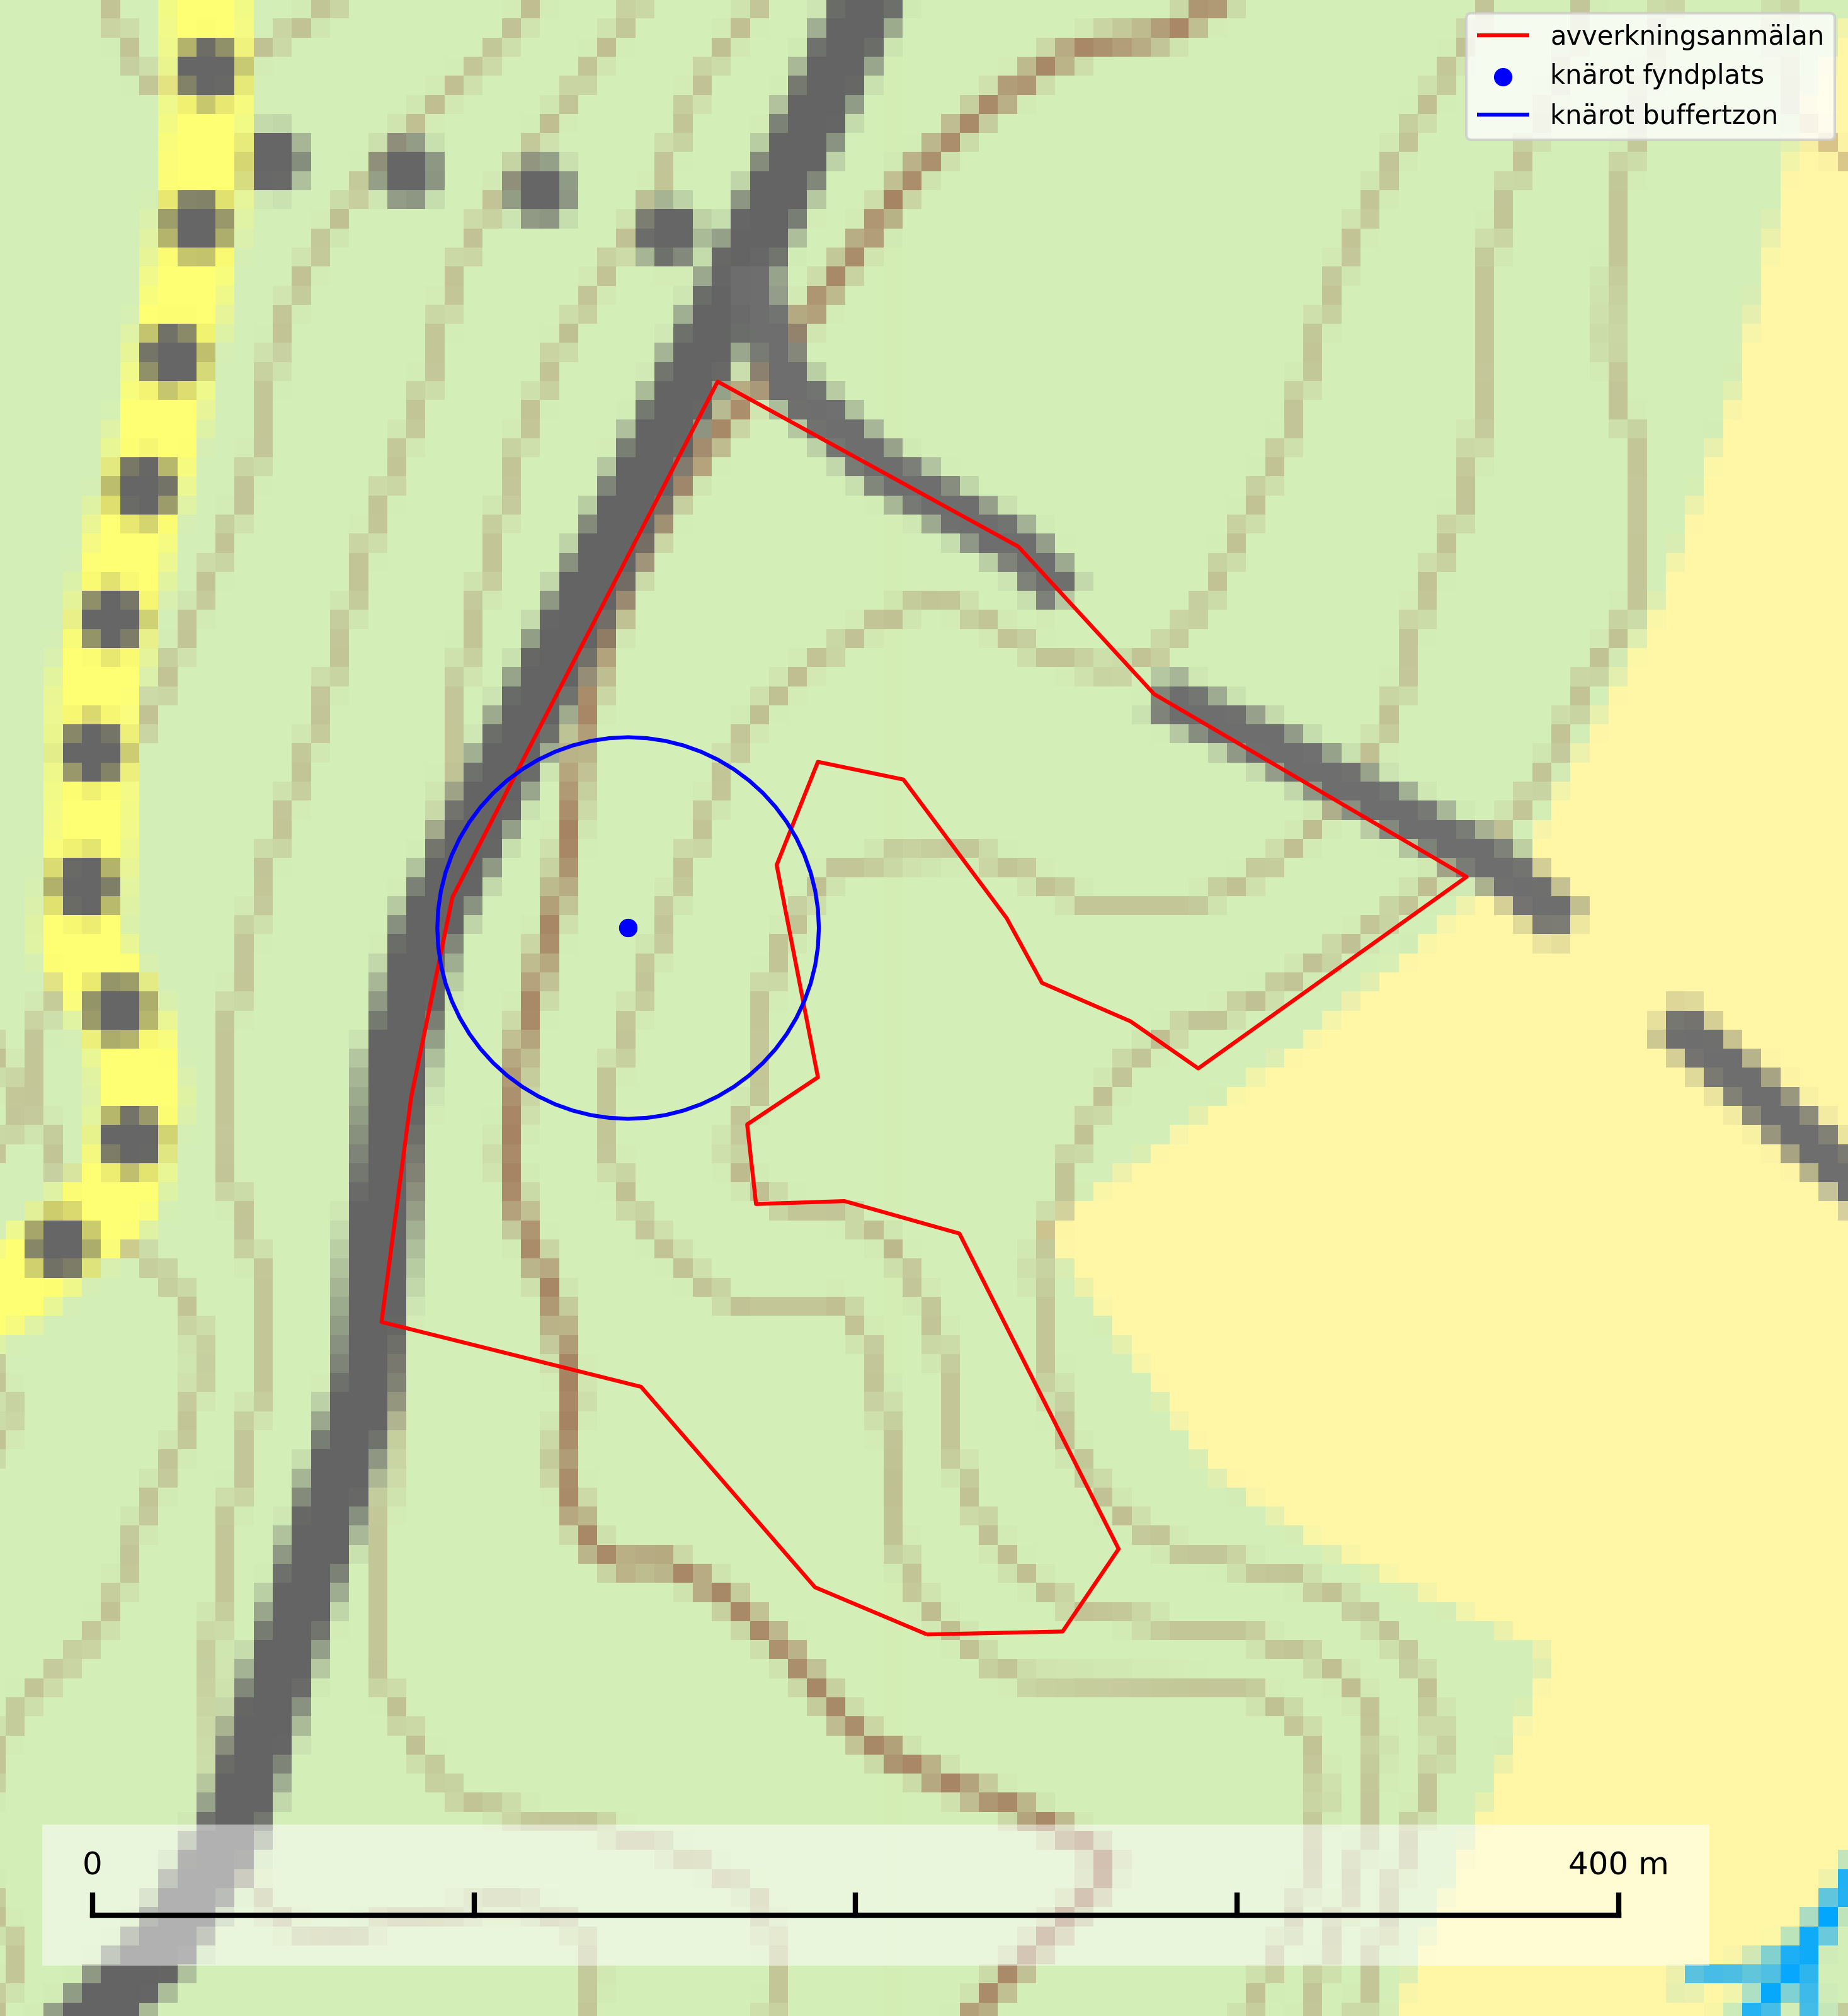 avverkningsanmälan
knärot fyndplats
knärot buffertzon
0
400 m